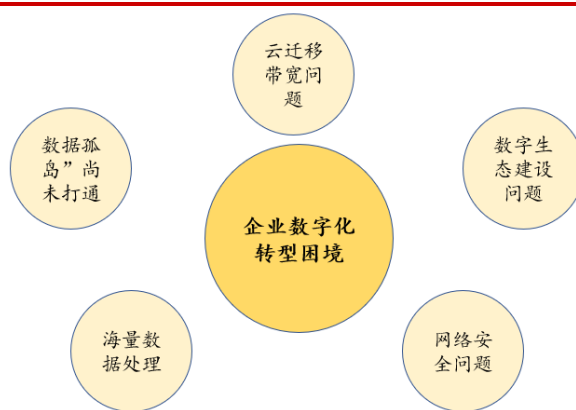 云迁移
带宽问
题
数据孤
岛”尚
未打通
数字生
态建设
问题
企业数字化
转型困境
海量数
据处理
网络安
全问题